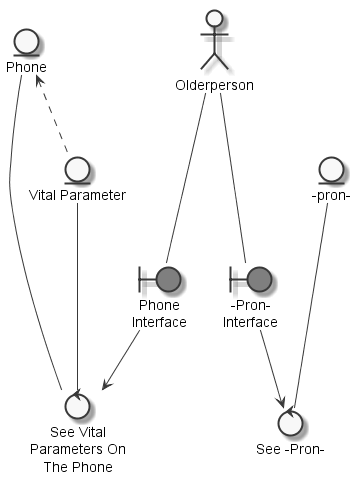 Phone
Olderperson
Vital Parameter
-pron-
Phone
Interface
-Pron-
Interface
See Vital
Parameters On
The Phone
See -Pron-